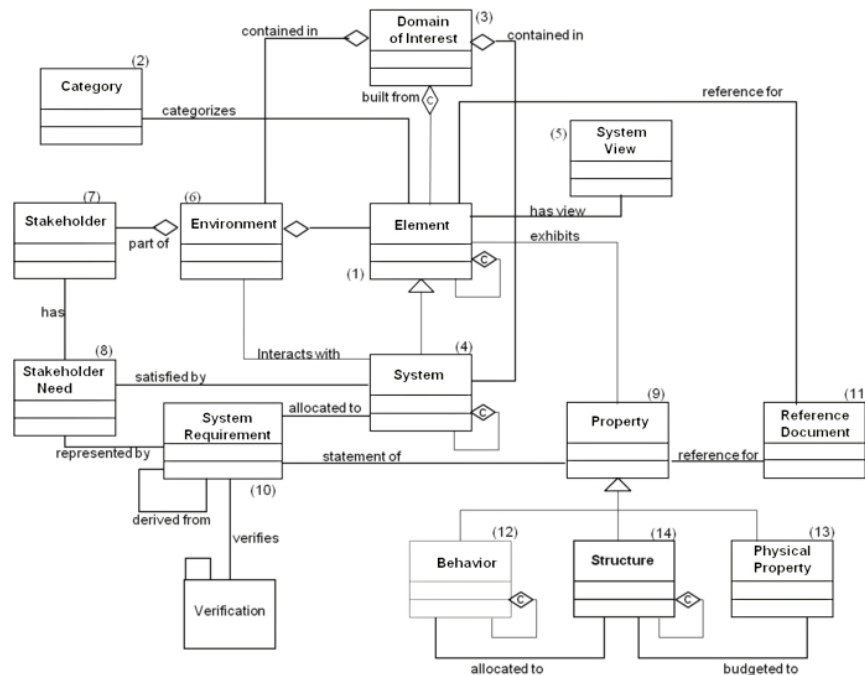 (3)
Domain
of Interest
contained in
contained in
(2)
Category
built from
C
reference for
categorizes
(5)
System
View
(7)
Stakeholder
(6)
Environment
Element
has view
part of
exhibits
C
(1)
has
Interacts with
(4)
System
(8)
Stakeholder
Need
satisfied by
System
Requirement
allocated to
C
(9)
Property
(11)
Reference
Document
represented by
statement of
reference for
(10)
derived from
verifies
(12)
Behavior
(14)
Structure
(13)
Physical
Property
C
C
Verification
allocated to
budgeted to